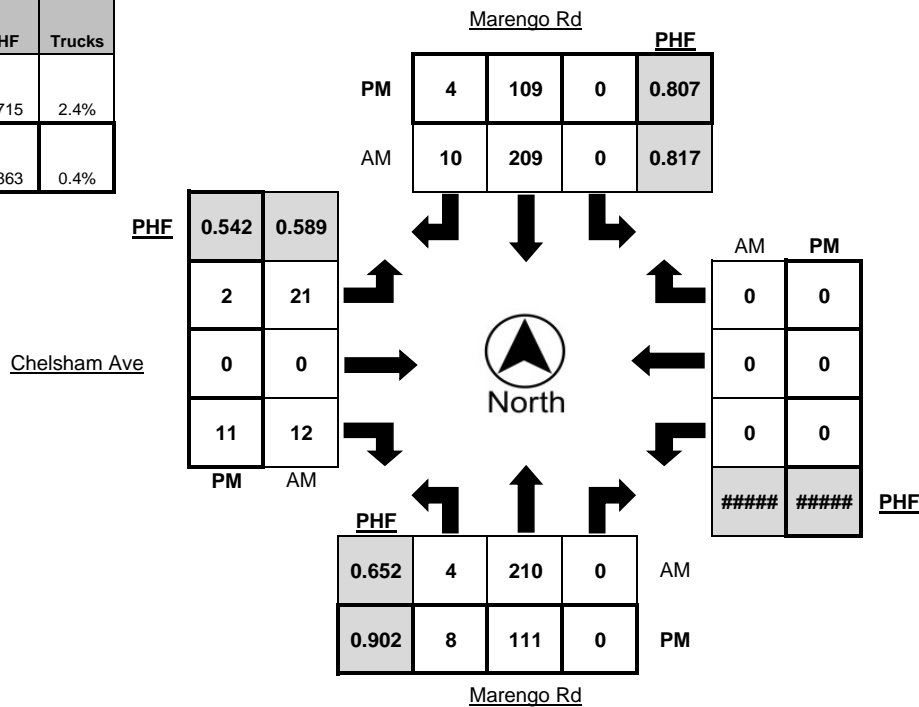 Marengo Rd
PHF
Trucks
PM 4 109 0 0.807
2.4%
AM 10 209 0 0.817
0.4%
PHF 0.542 0.589
AM PM
2 21
0 0
Chelsham Ave
0 0
0 0
North
11 12
0 0
PM AM
##### ##### PHF
PHF
0.652 4 210 0 AM
0.902 8 111 0 PM
Marengo Rd